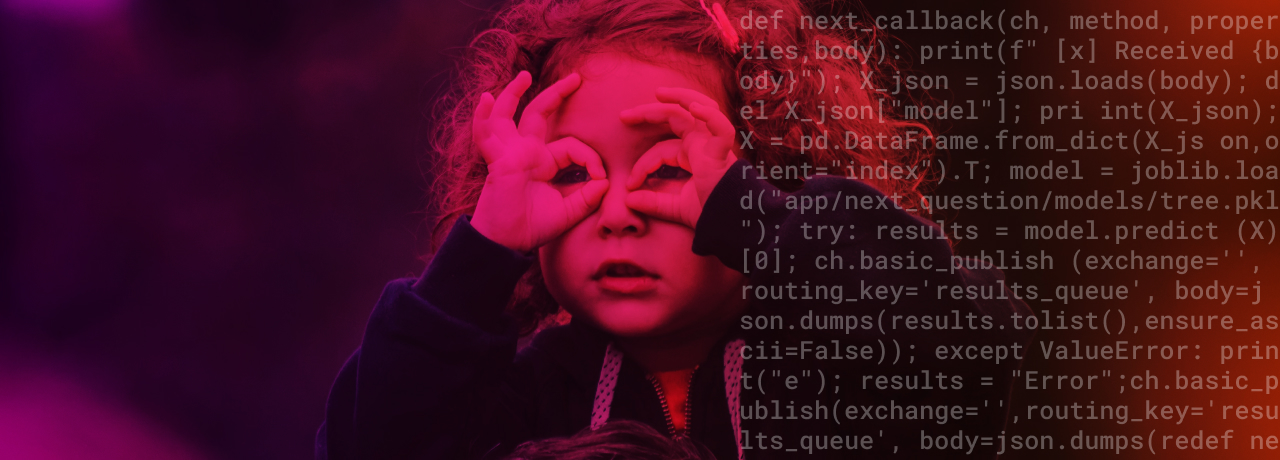 def next_callback(ch, method, proper
ties,body): print(f" [x] Received {b
ody}"); X_json = json.loads(body); d
el X_json["model"]; pri int(X_json);
X = pd.DataFrame.from_dict(X_js on,o
rient="index").T; model = joblib.loa
d("app/next_question/models/tree.pkl
"); try: results = model.predict (X)
[0]; ch.basic_publish (exchange='',
routing_key='results_queue', body=j
son.dumps(results.tolist(),ensure_as
cii=False)); except ValueError: prin
t("e"); results = "Error";ch.basic_p
ublish(exchange='',routing_key='resu
lts_queue', body=json.dumps(redef ne